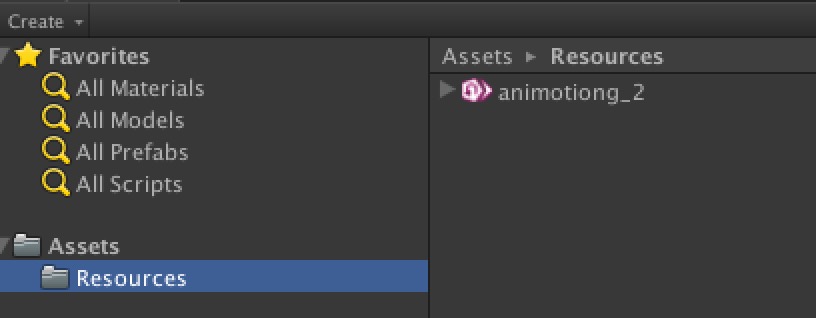 Create
Favorites
All Materials
All Models
All Prefabs
All Scripts
Assets
Resources
Assets Resources
animotiong_2